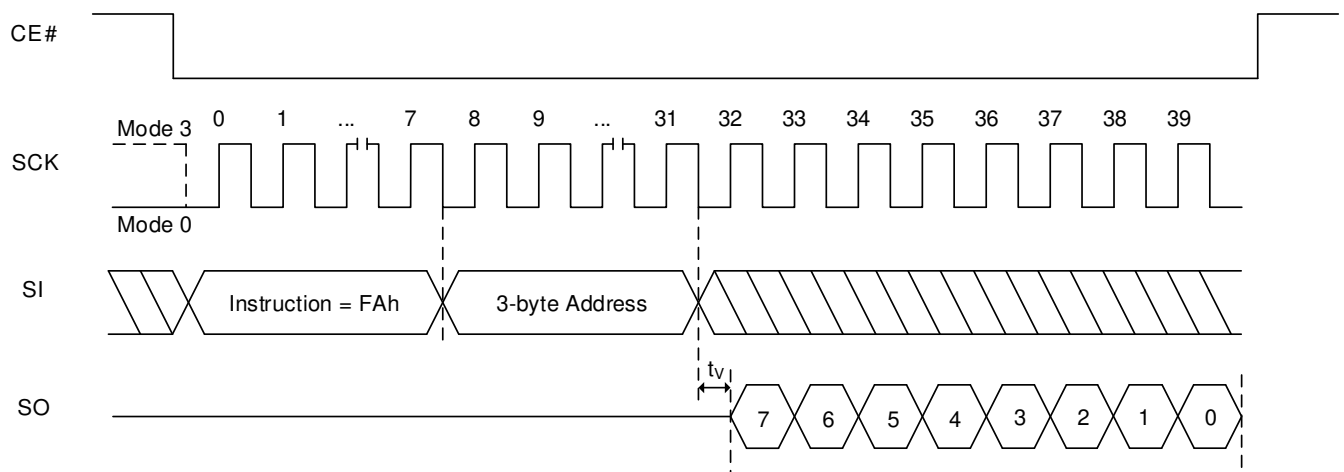 CE#
0 1 ... 7 8 9 ... 31 32 33 34 35 36 37 38 39
Mode 3
SCK
Mode 0
SI
Instruction = FAh 3-byte Address
tV
SO
7 6 5 4 3 2 1 0